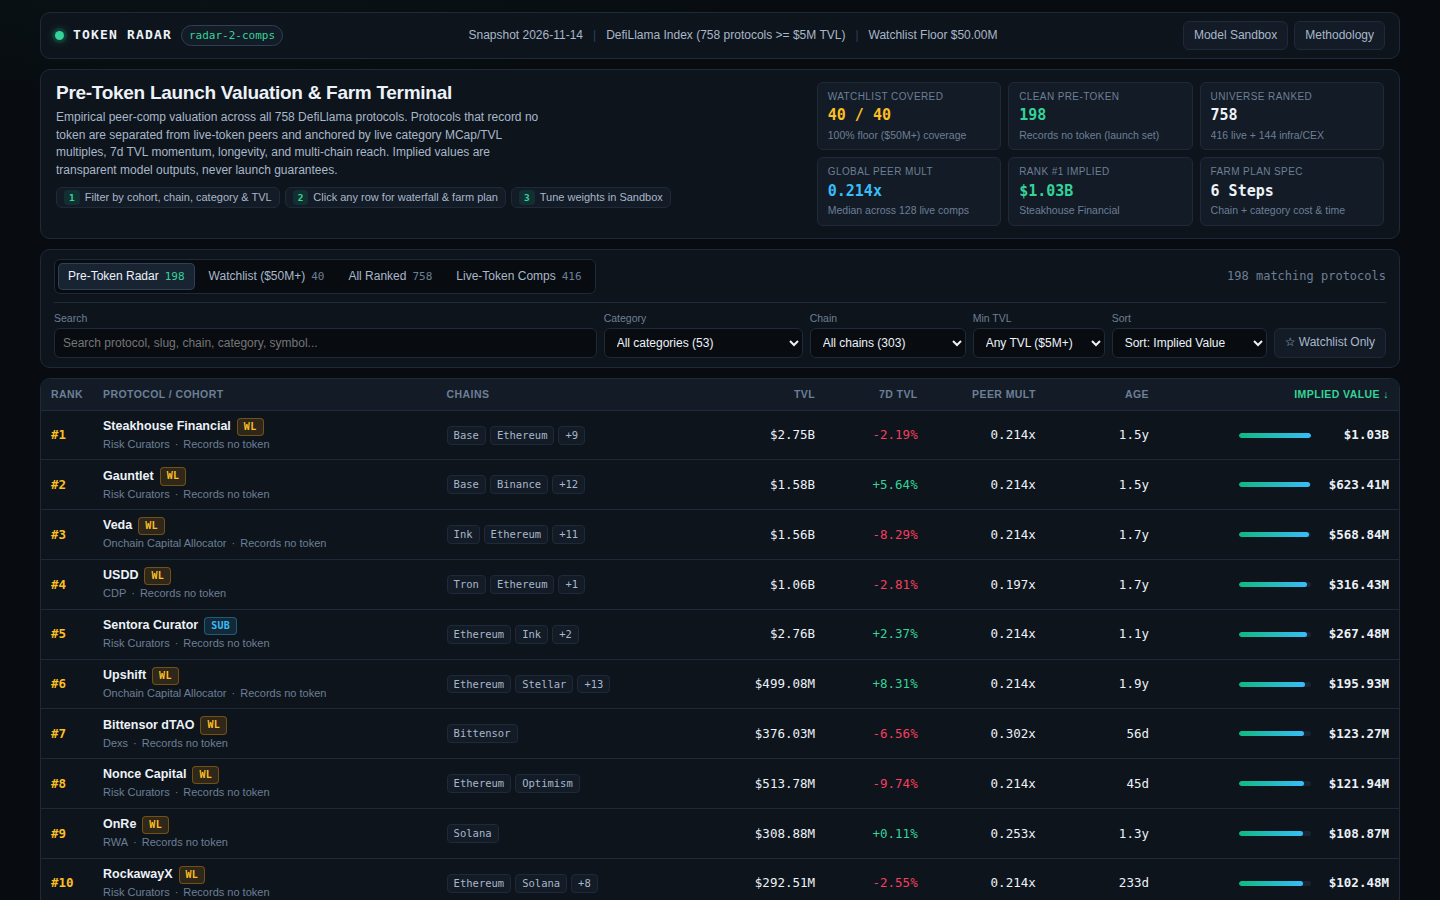 TOKEN RADAR radar-2-comps Snapshot 2026-11-14 | DefiLlama Index (758 protocols >= $5M TVL) | Watchlist Floor $50.00M Model Sandbox Methodology
Pre-Token Launch Valuation & Farm Terminal
Empirical peer-comp valuation across all 758 DefiLlama protocols. Protocols that record no
token are separated from live-token peers and anchored by live category MCap/TVL
multiples, 7d TVL momentum, longevity, and multi-chain reach. Implied values are
transparent model outputs, never launch guarantees.
1 Filter by cohort, chain, category & TVL 2 Click any row for waterfall & farm plan 3 Tune weights in Sandbox
WATCHLIST COVERED
40 / 40
100% floor ($50M+) coverage
CLEAN PRE-TOKEN
198
Records no token (launch set)
UNIVERSE RANKED
758
416 live + 144 infra/CEX
GLOBAL PEER MULT
0.214x
Median across 128 live comps
RANK #1 IMPLIED
$1.03B
Steakhouse Financial
FARM PLAN SPEC
6 Steps
Chain + category cost & time
Pre-Token Radar 198 Watchlist ($50M+) 40 All Ranked 758 Live-Token Comps 416 198 matching protocols
Search Category Chain Min TVL Sort
Search protocol, slug, chain, category, symbol... All categories (53) All chains (303) Any TVL ($5M+) Sort: Implied Value ☆ Watchlist Only
RANK PROTOCOL / COHORT CHAINS TVL 7D TVL PEER MULT AGE IMPLIED VALUE ↓
#1 Steakhouse Financial WL Base Ethereum +9 $2.75B -2.19% 0.214x 1.5y $1.03B
Risk Curators · Records no token
#2 Gauntlet WL Base Binance +12 $1.58B +5.64% 0.214x 1.5y $623.41M
Risk Curators · Records no token
#3 Veda WL Ink Ethereum +11 $1.56B -8.29% 0.214x 1.7y $568.84M
Onchain Capital Allocator · Records no token
#4 USDD WL Tron Ethereum +1 $1.06B -2.81% 0.197x 1.7y $316.43M
CDP · Records no token
#5 Sentora Curator SUB Ethereum Ink +2 $2.76B +2.37% 0.214x 1.1y $267.48M
Risk Curators · Records no token
#6 Upshift WL Ethereum Stellar +13 $499.08M +8.31% 0.214x 1.9y $195.93M
Onchain Capital Allocator · Records no token
#7 Bittensor dTAO WL Bittensor $376.03M -6.56% 0.302x 56d $123.27M
Dexs · Records no token
#8 Nonce Capital WL Ethereum Optimism $513.78M -9.74% 0.214x 45d $121.94M
Risk Curators · Records no token
#9 OnRe WL Solana $308.88M +0.11% 0.253x 1.3y $108.87M
RWA · Records no token
#10 RockawayX WL Ethereum Solana +8 $292.51M -2.55% 0.214x 233d $102.48M
Risk Curators · Records no token